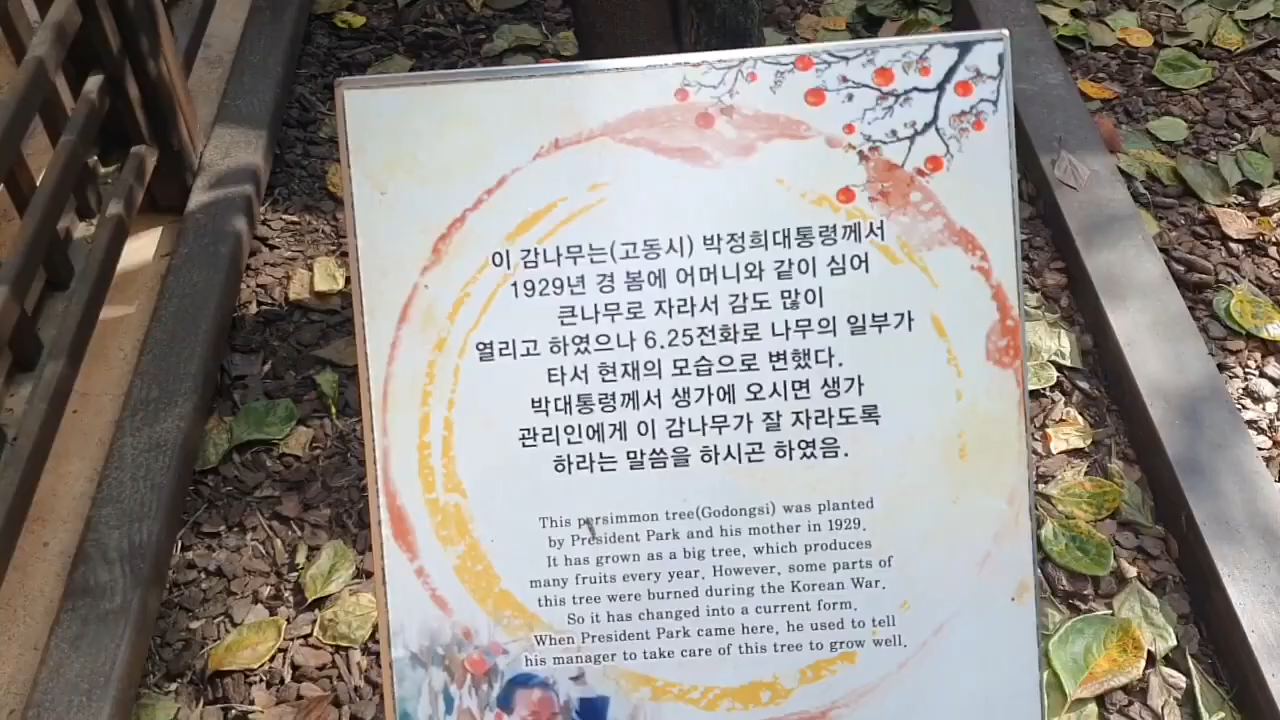 이 감나무는(고동시) 박정희대통령께서
1929년 경 봄에 어머니와 같이 심어
큰나무로 자라서 감도 많이
열리고 하였으나 6.25전화로 나무의 일부가
타서 현재의 모습으로 변했다.
박대통령께서 생가에 오시면 생가
관리인에게 이 감나무가 잘 자라도록
하라는 말씀을 하시곤 하였음.
This persimmon tree(Godongsi) was planted
by President Park and his mother in 1929.
It has grown as a big tree, which produces
many fruits every year. However, some parts of
this tree were burned during the Korean War.
So it has changed into a current form.
When President Park came here, he used to tell
his manager to take care of this tree to grow well.